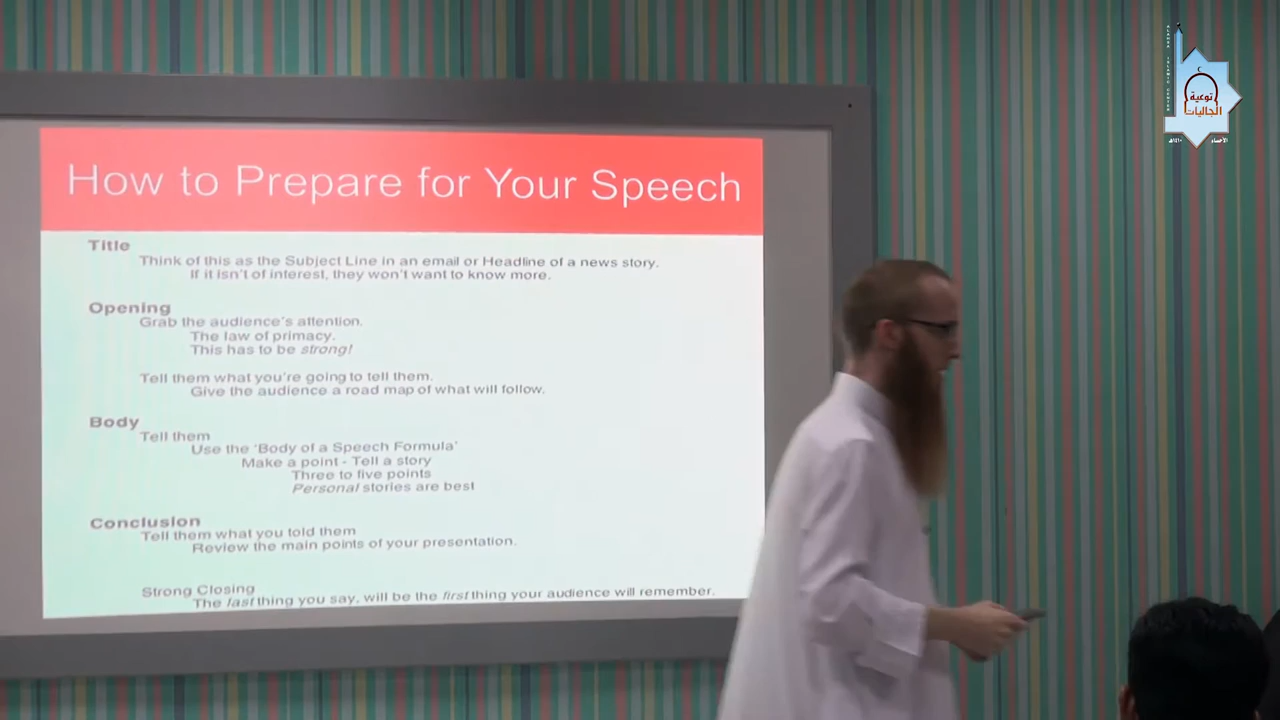 How to Prepare for Your Speech
Title
Think of this as the Subject Line in an email or Headline of a news story.
If it isn't of interest, they won't want to know more.
Opening
Grab the audience's attention.
The law of primacy.
This has to be strong!
Tell them what you're going to tell them.
Give the audience a road map of what will follow.
Body
Tell them
Use the 'Body of a Speech Formula'
Make a point - Tell a story
Three to five points
Personal stories are best
Conclusion
Tell them what you told them
Review the main points of your presentation.
Strong Closing
The last thing you say, will be the first thing your audience will remember.
ALAHSA ISLAMIC CENTER
توعية
الجاليات
الأحساء ١٤١٠هـ